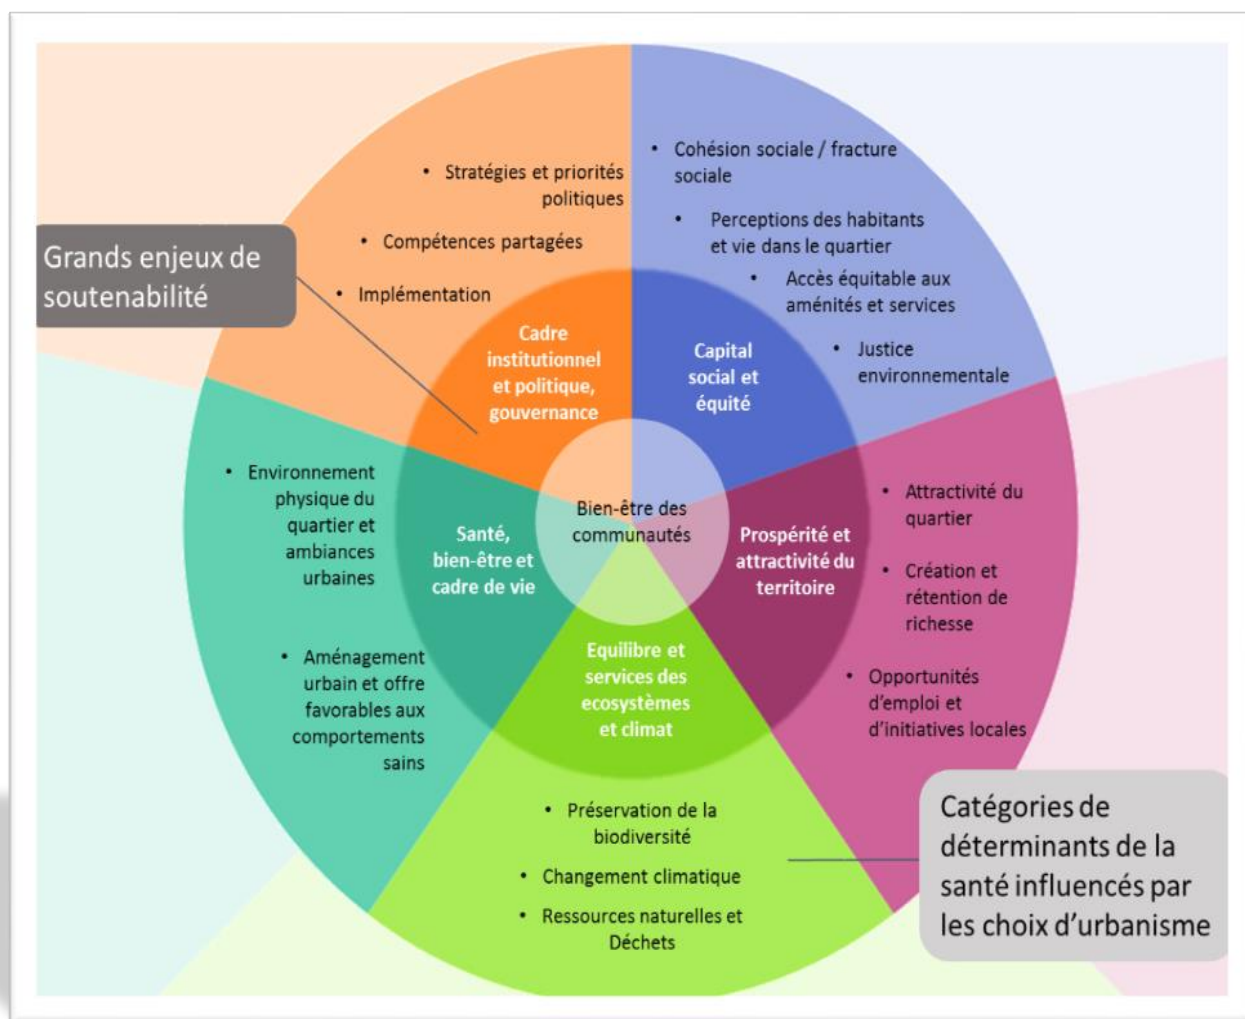 Grands enjeux de
soutenabilité
• Stratégies et priorités
politiques
• Compétences partagées
• Implémentation
Cadre
institutionnel
et politique,
gouvernance
• Cohésion sociale / fracture
sociale
• Perceptions des habitants
et vie dans le quartier
• Accès équitable aux
aménités et services
• Justice
environnementale
Capital
social et
équité
• Environnement
physique du
quartier et
ambiances
urbaines
• Aménagement
urbain et offre
favorables aux
comportements
sains
Santé,
bien-être et
cadre de vie
Bien-être des
communautés
Prospérité et
attractivité du
territoire
• Attractivité du
quartier
• Création et
rétention de
richesse
• Opportunités
d'emploi et
d'initiatives locales
Equilibre et
services des
ecosystèmes
et climat
• Préservation de la
biodiversité
• Changement climatique
• Ressources naturelles et
Déchets
Catégories de
déterminants de la
santé influencés par
les choix d'urbanisme